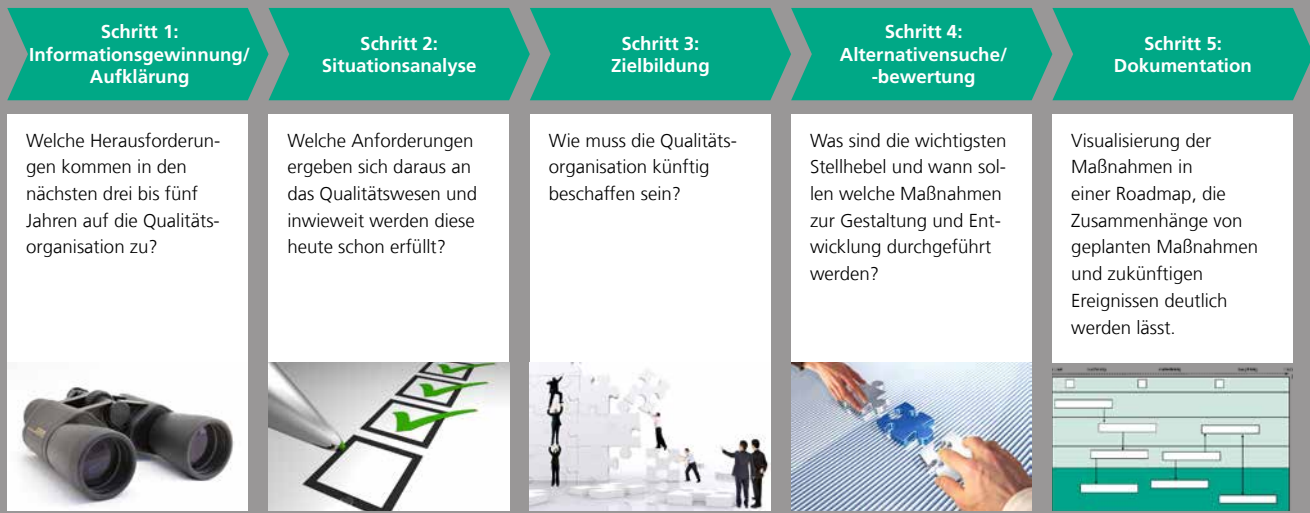 Schritt 1:
Informationsgewinnung/
Aufklärung
Schritt 2:
Situationsanalyse
Schritt 3:
Zielbildung
Schritt 4:
Alternativensuche/
-bewertung
Schritt 5:
Dokumentation
Welche Herausforderun-
gen kommen in den
nächsten drei bis fünf
Jahren auf die Qualitäts-
organisation zu?
Welche Anforderungen
ergeben sich daraus an
das Qualitätswesen und
inwieweit werden diese
heute schon erfüllt?
Wie muss die Qualitäts-
organisation künftig
beschaffen sein?
Was sind die wichtigsten
Stellhebel und wann sol-
len welche Maßnahmen
zur Gestaltung und Ent-
wicklung durchgeführt
werden?
Visualisierung der
Maßnahmen in
einer Roadmap, die
Zusammenhänge von
geplanten Maßnahmen
und zukünftigen
Ereignissen deutlich
werden lässt.